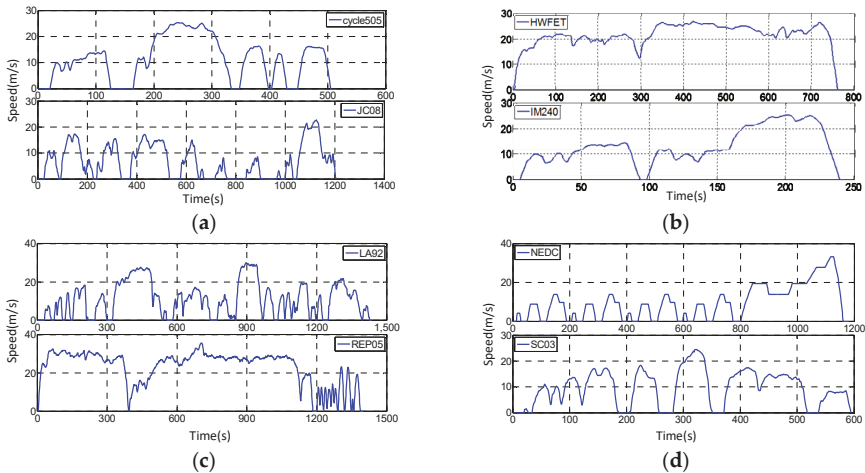 30
20
10
0
cycle505
0 100 200 300 400 500 600
30
20
10
0
JC08
0 200 400 600 800 1000 1200 1400
Speed(m/s)
Time(s)
(a)
30
20
10
0
HWFET
0 100 200 300 400 500 600 700 800
30
20
10
0
IM240
0 50 100 150 200 250
Speed(m/s)
Time(s)
(b)
40
20
0
LA92
0 300 600 900 1200 1,500
40
20
0
REP05
0 300 600 900 1200 1500
Speed(m/s)
Time(s)
(c)
40
20
0
NEDC
0 200 400 600 800 1000 1200
30
20
10
0
SC03
0 100 200 300 400 500 600
Speed(m/s)
Time(s)
(d)